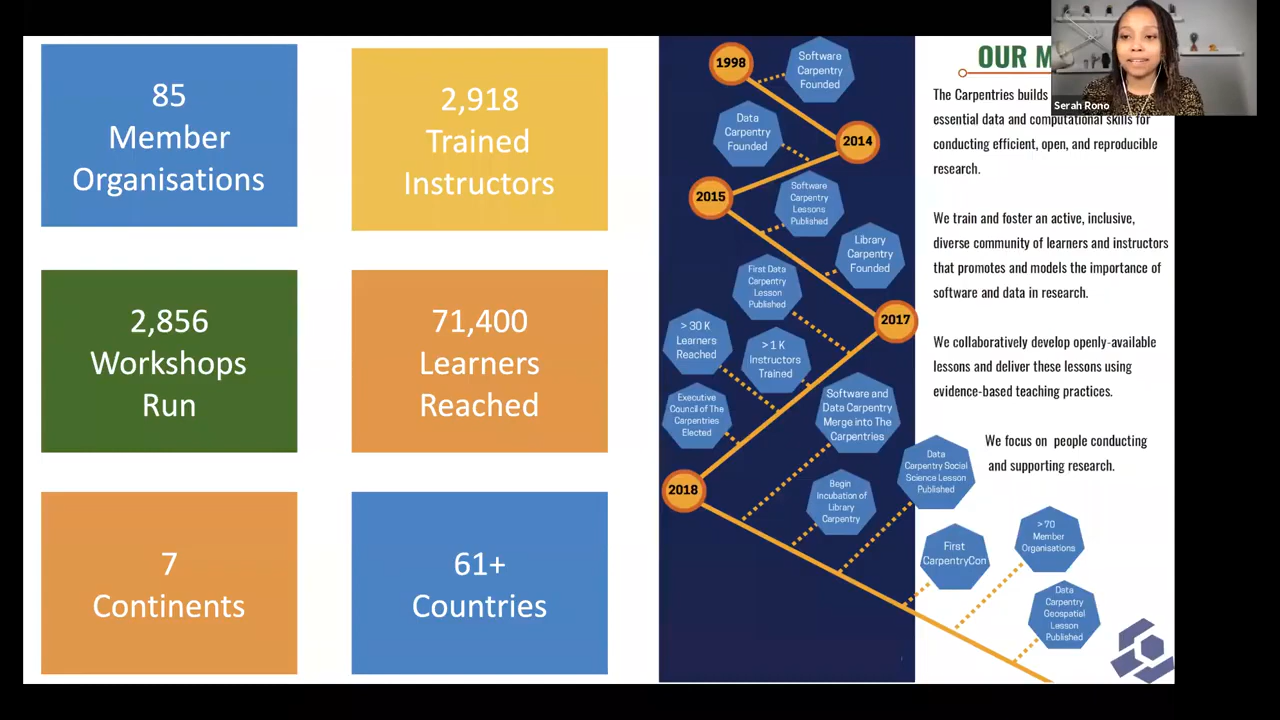 85
Member
Organisations
2,918
Trained
Instructors
2,856
Workshops
Run
71,400
Learners
Reached
7
Continents
61+
Countries
1998
Software
Carpentry
Founded
Data
Carpentry
Founded
2014
2015
Software
Carpentry
Lessons
Published
Library
Carpentry
Founded
First Data
Carpentry
Lesson
Published
2017
> 30 K
Learners
Reached
> 1 K
Instructors
Trained
Executive
Council of The
Carpentries
Elected
Software and
Data Carpentry
Merge into The
Carpentries
2018
Begin
Incubation of
Library
Carpentry
Data
Carpentry Social
Science Lesson
Published
First
CarpentryCon
> 70
Member
Organisations
Data
Carpentry
Geospatial
Lesson
Published
OUR
The Carpentries builds
essential data and computational skills for
conducting efficient, open, and reproducible
research.
We train and foster an active, inclusive,
diverse community of learners and instructors
that promotes and models the importance of
software and data in research.
We collaboratively develop openly-available
lessons and deliver these lessons using
evidence-based teaching practices.
We focus on people conducting
and supporting research.
Serah Rono